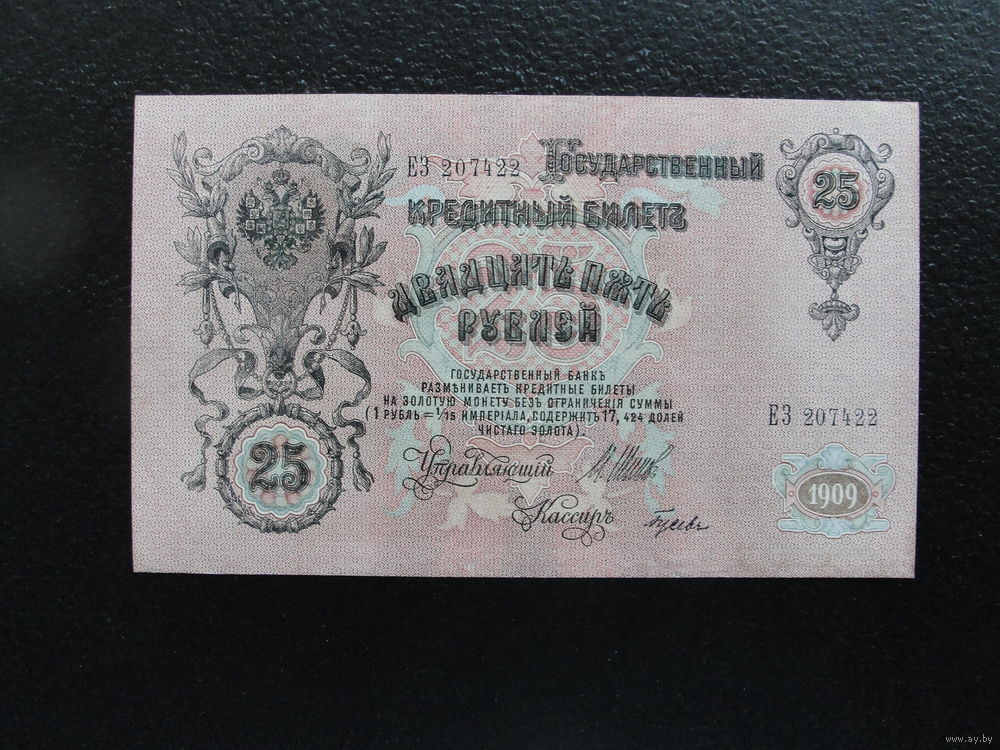 ЕЗ 207422 Государственный
кредитный билетъ
25
двадцать пять
рублей
Государственный банкъ
размѣниваетъ кредитные билеты
на золотую монету безъ ограниченія суммы
(1 рубль = 1/15 имперіала, содержитъ 17,424 долей
чистаго золота).
ЕЗ 207422
25
Управляющій
И. Шипов
Кассиръ
Гусевъ
1909
www.ay.by